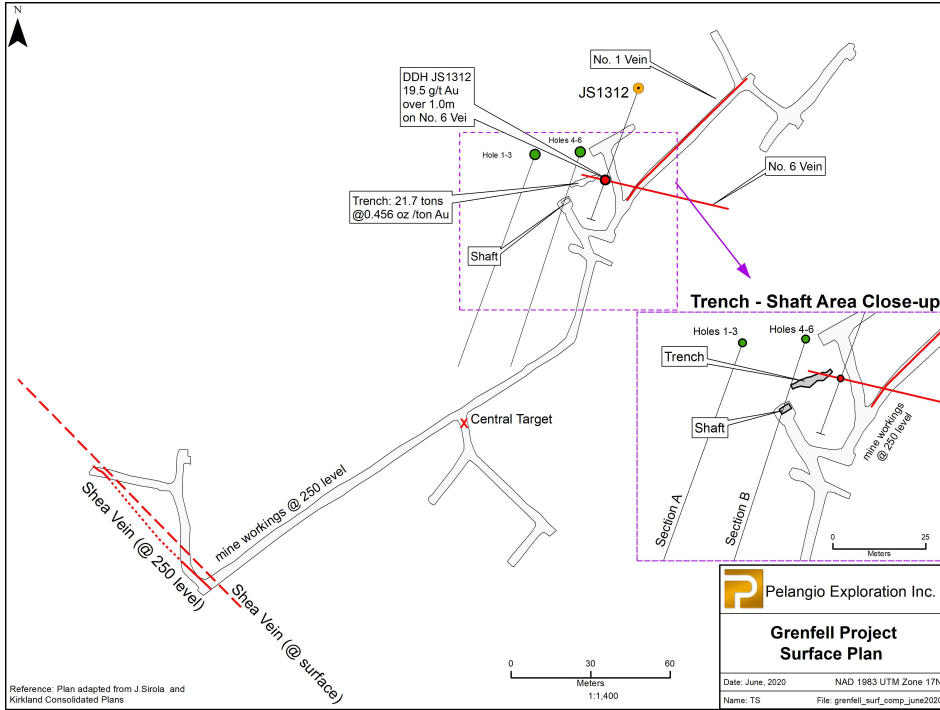 N
DDH JS1312
19.5 g/t Au
over 1.0m
on No. 6 Vei
No. 1 Vein
JS1312
Holes 4-6
Hole 1-3
No. 6 Vein
Trench: 21.7 tons
@0.456 oz /ton Au
Shaft
Trench - Shaft Area Close-up
Holes 1-3
Holes 4-6
Trench
Shaft
mine workings
@ 250 level
Section A
Section B
0 25
Meters
Central Target
mine workings @ 250 level
Shea Vein (@ 250 level)
Shea Vein (@ surface)
0 30 60
Meters
1:1,400
Reference: Plan adapted from J.Sirola and
Kirkland Consolidated Plans
Pelangio Exploration Inc.
Grenfell Project
Surface Plan
Date: June, 2020 NAD 1983 UTM Zone 17N
Name: TS File: grenfell_surf_comp_june2020